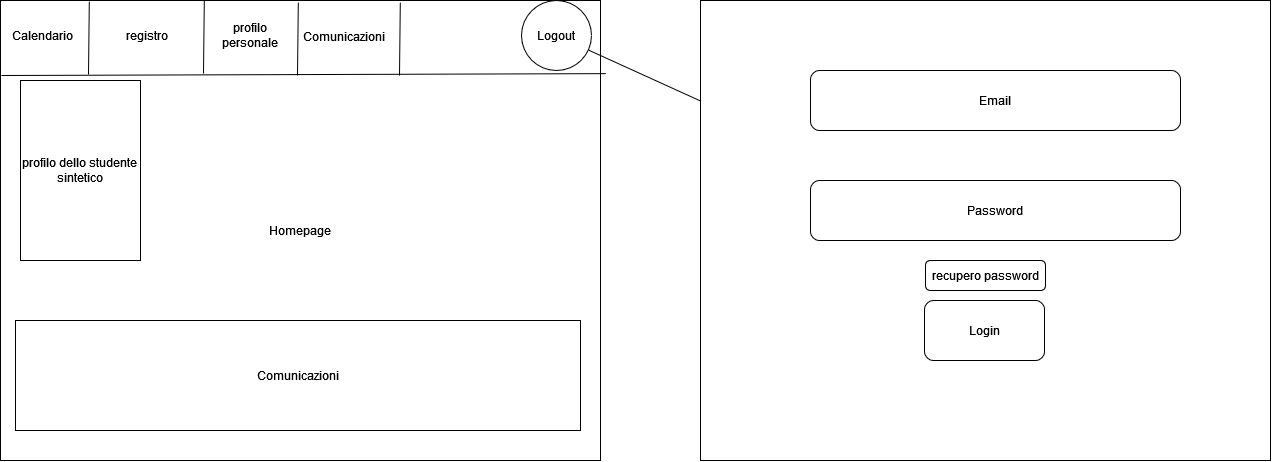 Calendario
registro
profilo
personale
Comunicazioni
Logout
profilo dello studente
sintetico
Homepage
Comunicazioni
Email
Password
recupero password
Login